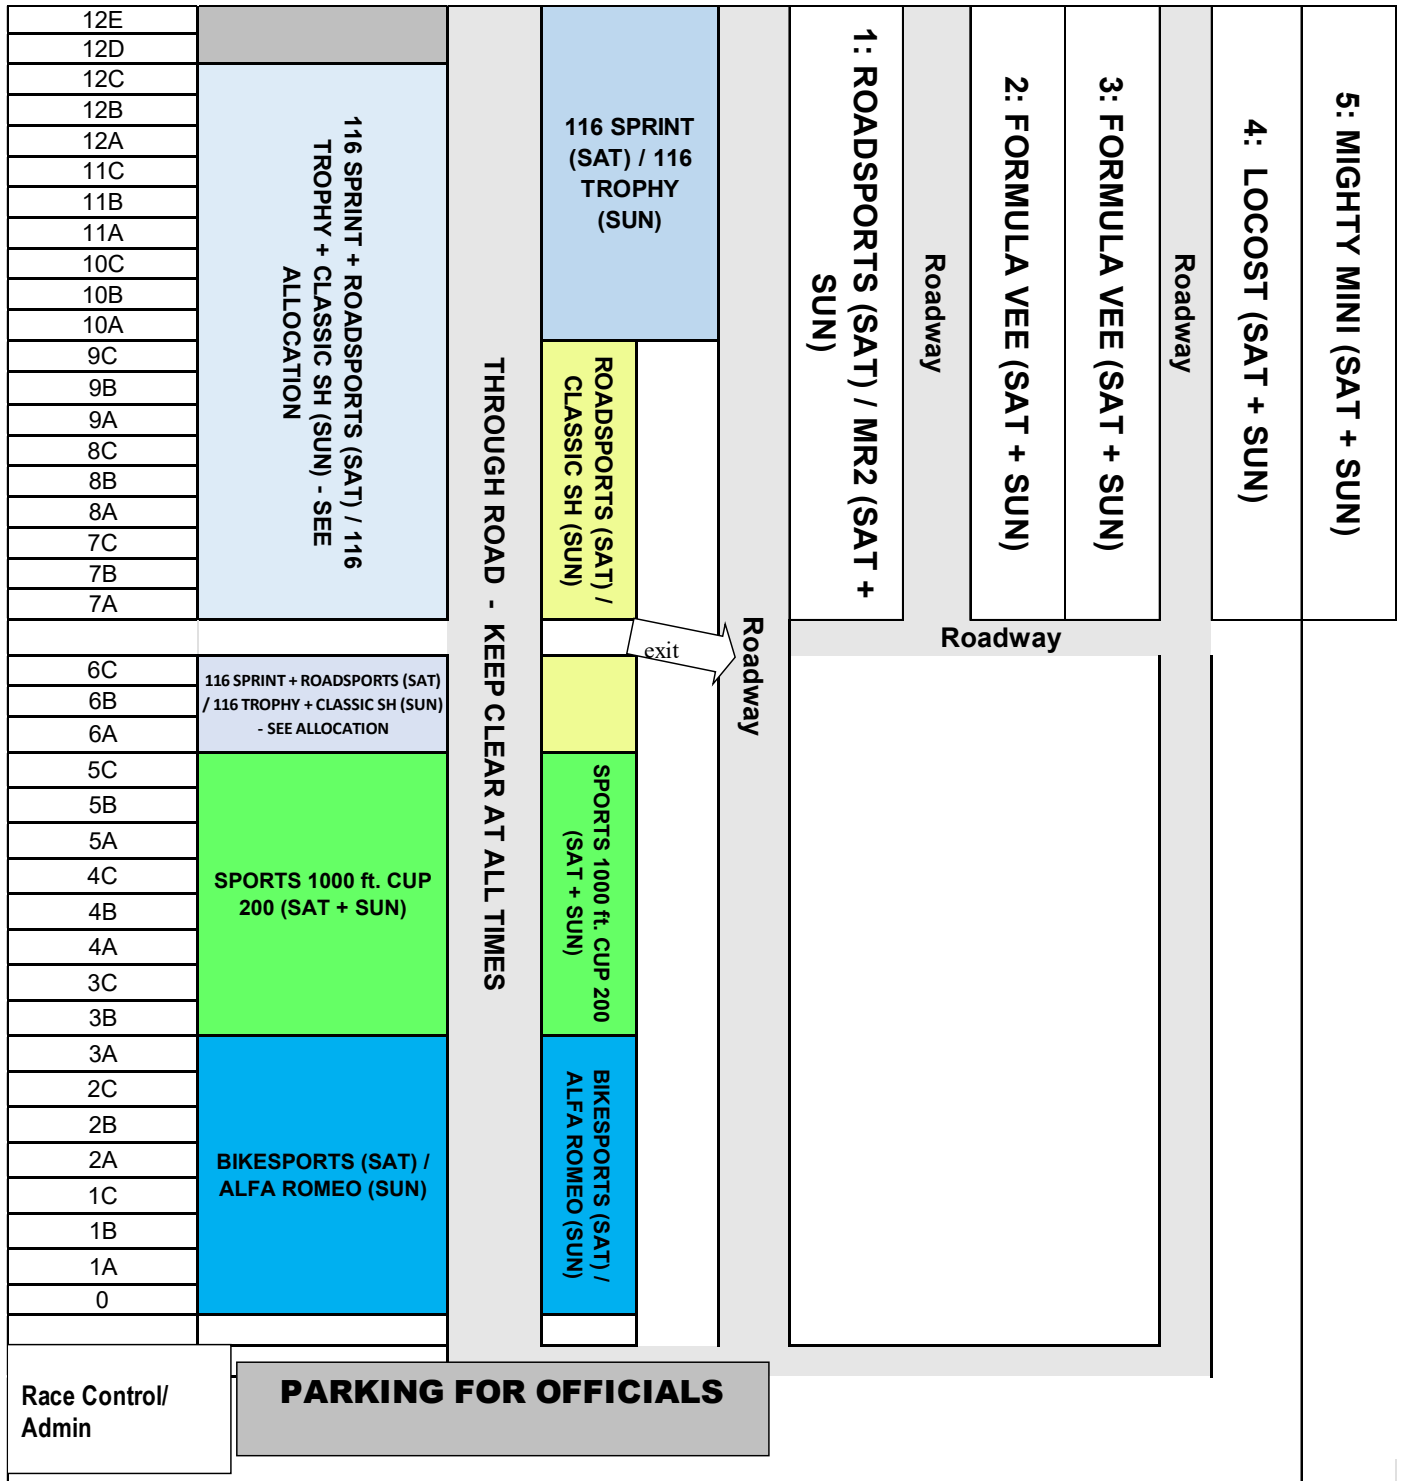 12E
12D
12C
12B
12A
11C
11B
11A
10C
10B
10A
9C
9B
9A
8C
8B
8A
7C
7B
7A
6C
6B
6A
5C
5B
5A
4C
4B
4A
3C
3B
3A
2C
2B
2A
1C
1B
1A
0
116 SPRINT + ROADSPORTS (SAT) / 116
TROPHY + CLASSIC SH (SUN) - SEE
ALLOCATION
116 SPRINT + ROADSPORTS (SAT)
/ 116 TROPHY + CLASSIC SH (SUN)
- SEE ALLOCATION
SPORTS 1000 ft. CUP
200 (SAT + SUN)
BIKESPORTS (SAT) /
ALFA ROMEO (SUN)
THROUGH ROAD - KEEP CLEAR AT ALL TIMES
116 SPRINT
(SAT) / 116
TROPHY
(SUN)
ROADSPORTS (SAT) /
CLASSIC SH (SUN)
exit
SPORTS 1000 ft. CUP 200
(SAT + SUN)
BIKESPORTS (SAT) /
ALFA ROMEO (SUN)
Roadway
1: ROADSPORTS (SAT) / MR2 (SAT +
SUN)
Roadway
2: FORMULA VEE (SAT + SUN)
3: FORMULA VEE (SAT + SUN)
Roadway
4: LOCOST (SAT + SUN)
5: MIGHTY MINI (SAT + SUN)
Roadway
Race Control/
Admin
PARKING FOR OFFICIALS